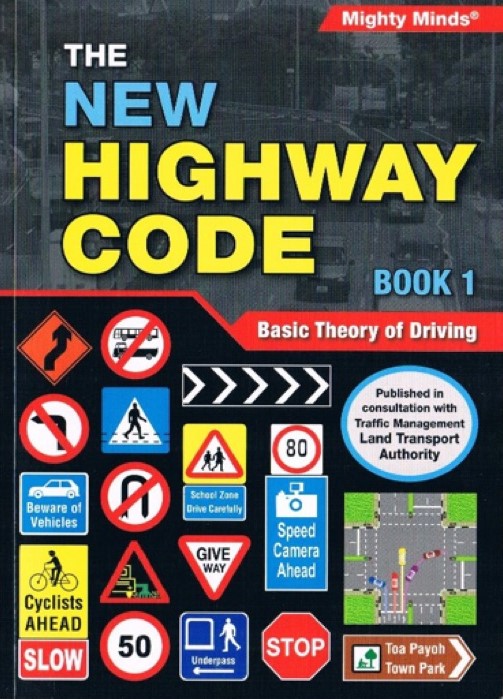 Mighty Minds®
THE
NEW
HIGHWAY
CODE
BOOK 1
Basic Theory of Driving
Published in
consultation with
Traffic Management
Land Transport
Authority
80
School Zone
Drive Carefully
Beware of
Vehicles
Speed
Camera
Ahead
GIVE
WAY
Cyclists
AHEAD
SLOW
50
Underpass
STOP
Toa Payoh
Town Park